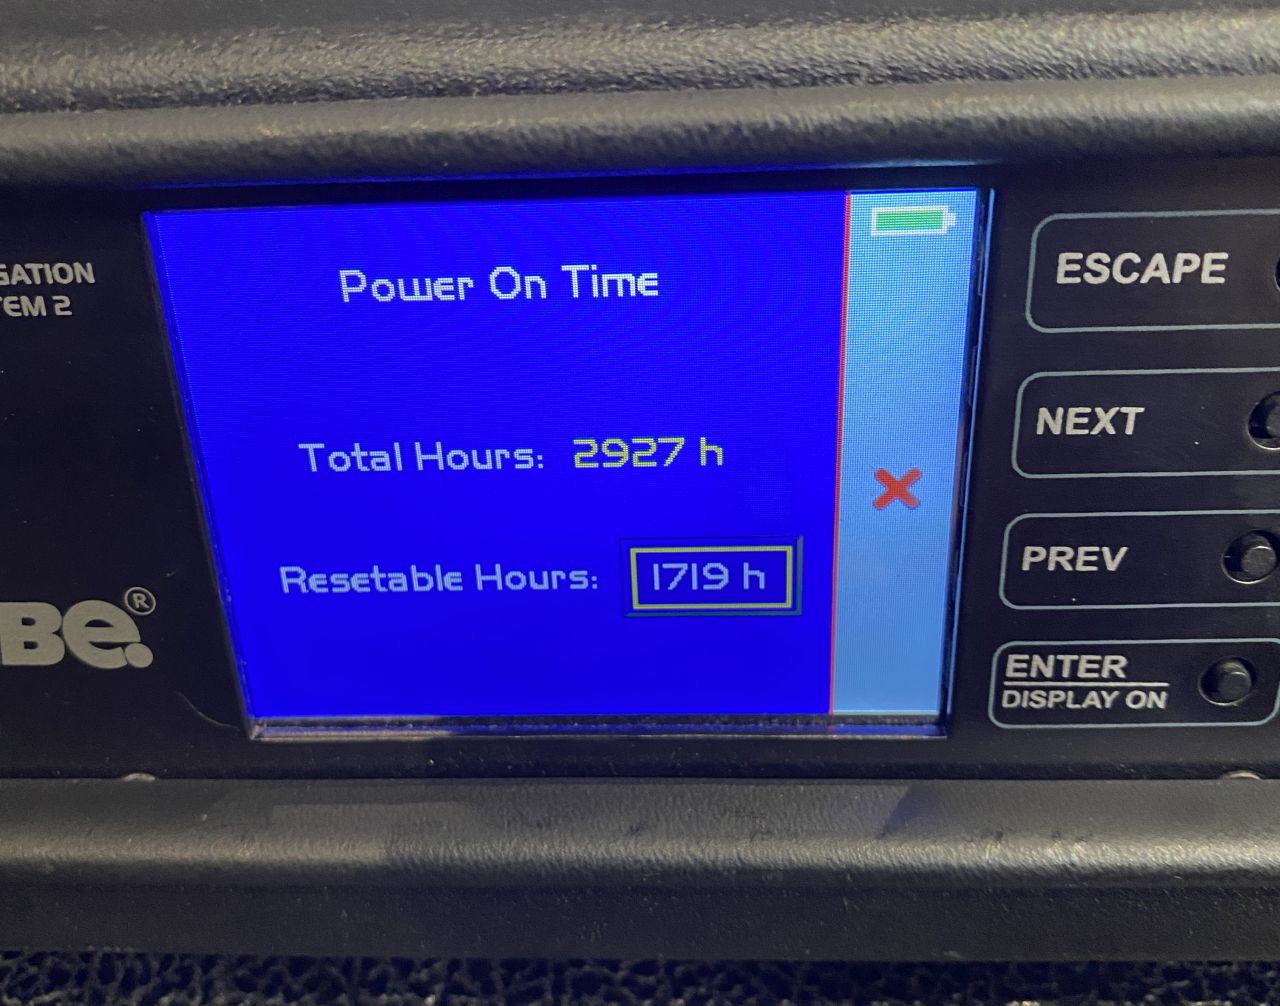 Power On Time
Total Hours: 2927 h
Resetable Hours: 1719 h
ESCAPE
NEXT
PREV
ENTER
DISPLAY ON
GATION
TEM 2
Be.®